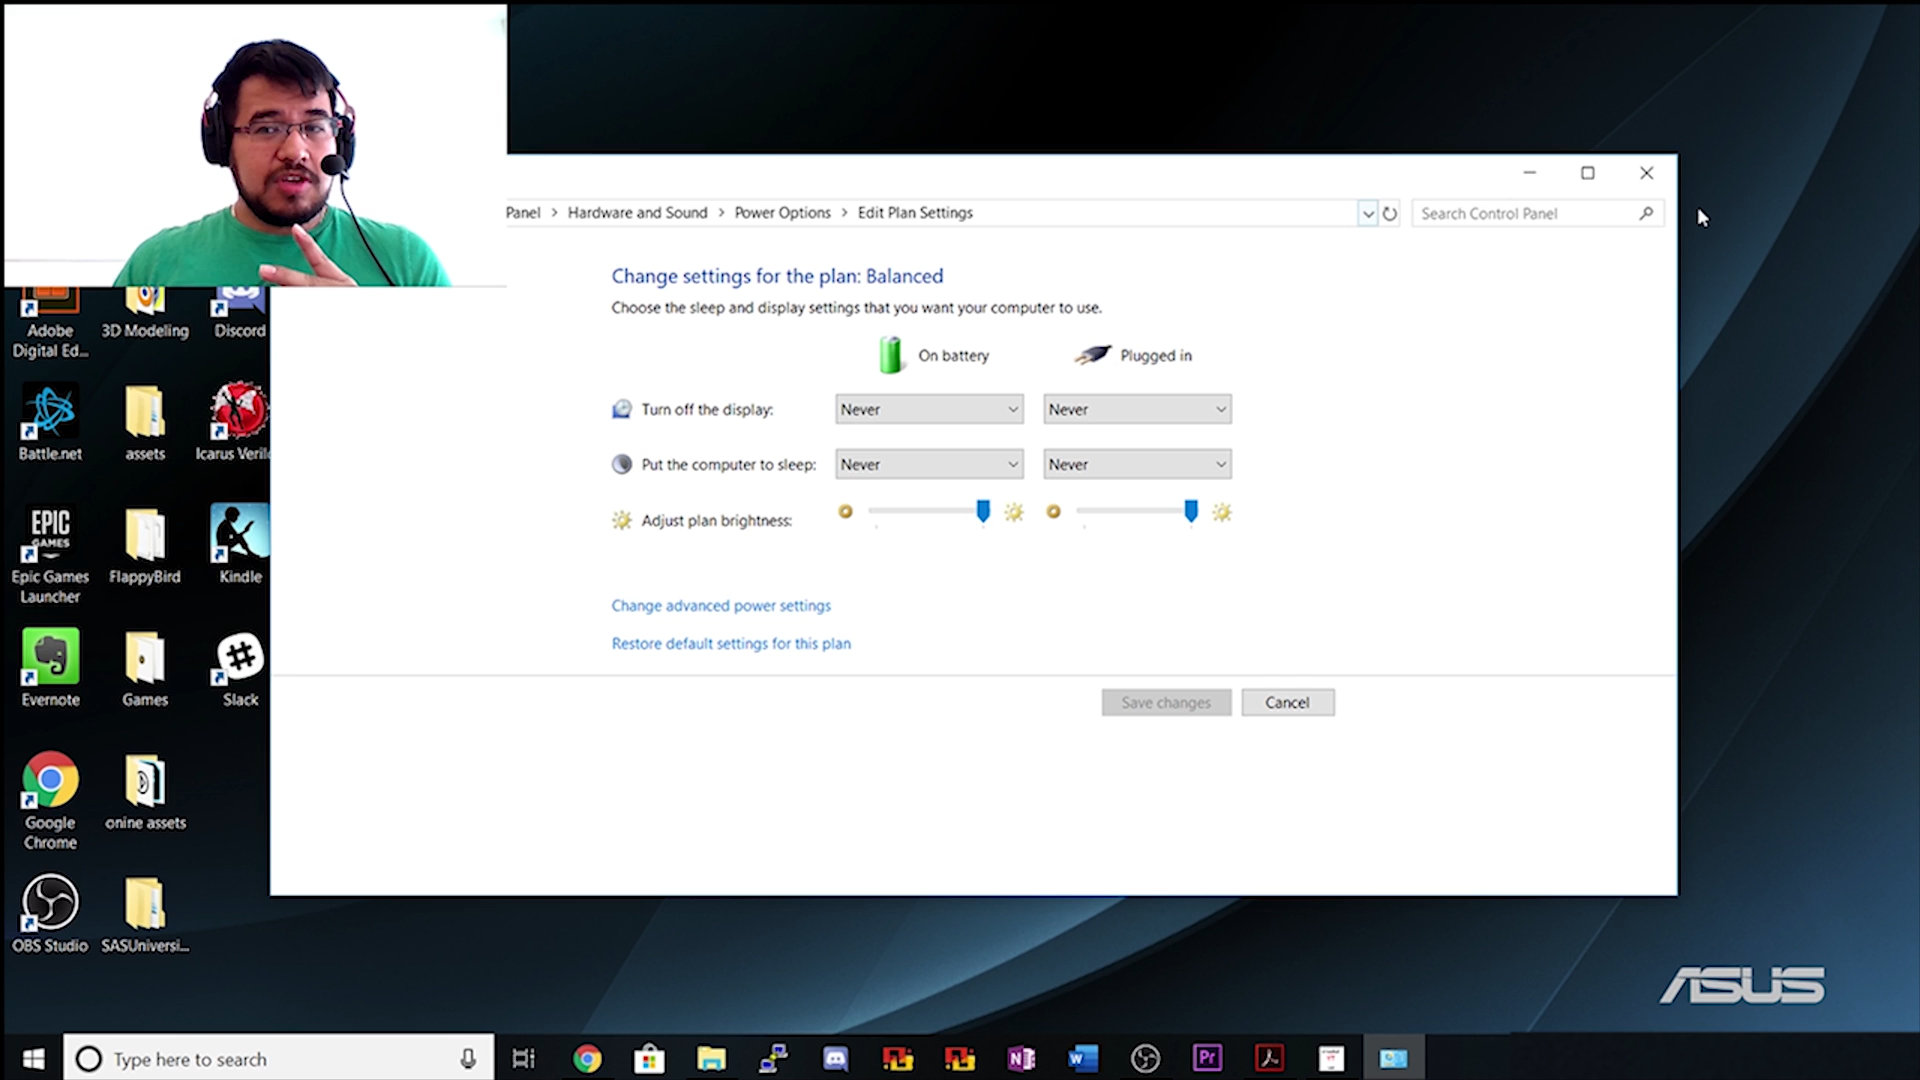 Panel > Hardware and Sound > Power Options > Edit Plan Settings
Search Control Panel
Change settings for the plan: Balanced
Choose the sleep and display settings that you want your computer to use.
On battery Plugged in
Turn off the display: Never Never
Put the computer to sleep: Never Never
Adjust plan brightness:
Change advanced power settings
Restore default settings for this plan
Save changes Cancel
Adobe Digital Ed...
3D Modeling
Discord
Battle.net
assets
Icarus Veril
EPIC GAMES
Epic Games Launcher
FlappyBird
Kindle
Evernote
Games
Slack
Google Chrome
onine assets
OBS Studio
SASUniversi...
ASUS
Type here to search
N
W
Pr